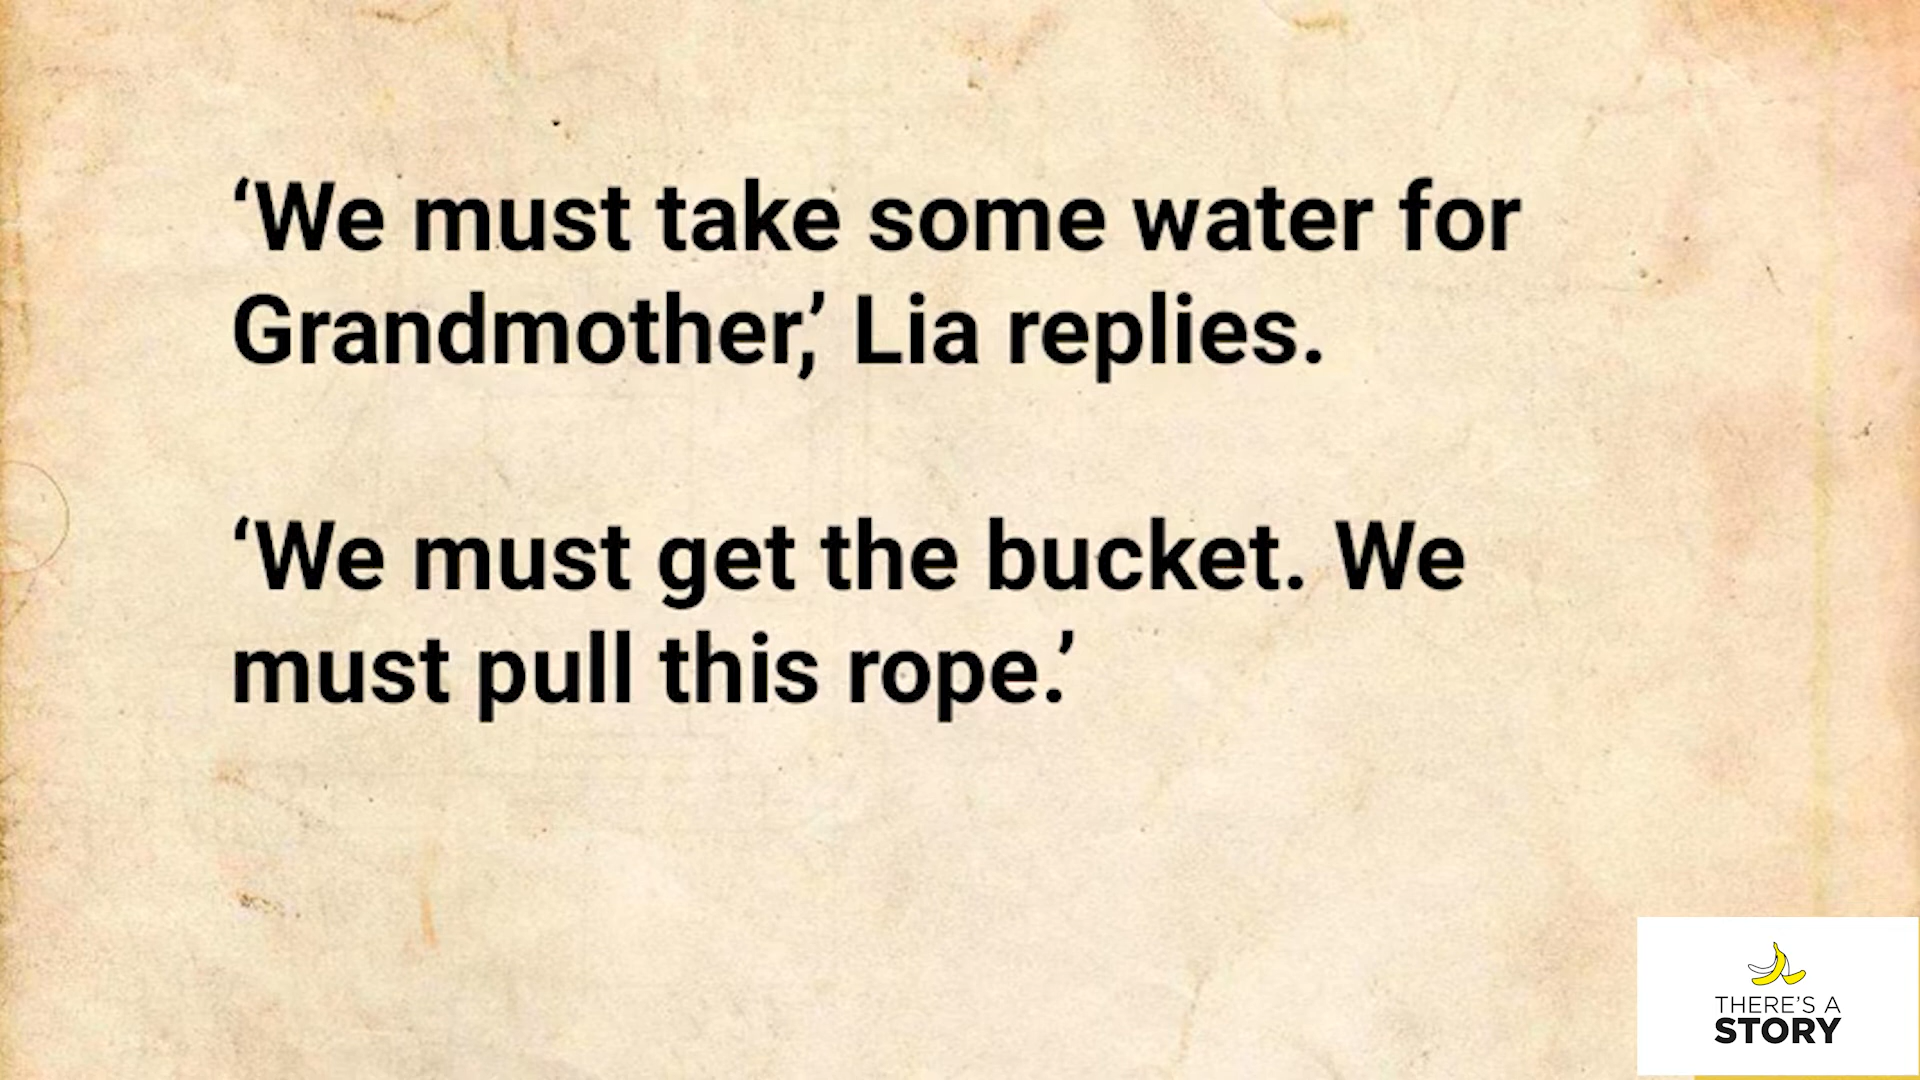 ‘We must take some water for
Grandmother,’ Lia replies.
‘We must get the bucket. We
must pull this rope.’
THERE’S A
STORY